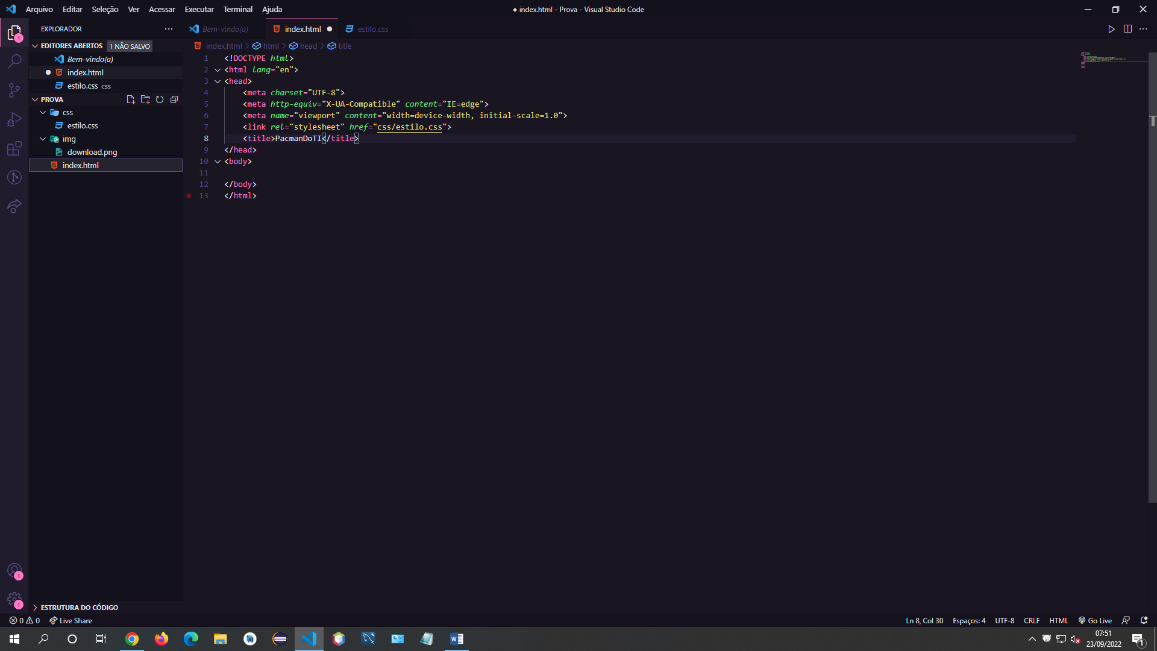 Arquivo Editar Seleção Ver Acessar Executar Terminal Ajuda
● index.html - Prova - Visual Studio Code
EXPLORADOR
Bem-vindo(a) index.html estilo.css
EDITORES ABERTOS 1 NÃO SALVO
Bem-vindo(a)
index.html
estilo.css css
PROVA
css
estilo.css
img
download.png
index.html
index.html > html > head > title
1 <!DOCTYPE html>
2 <html lang="en">
3 <head>
4 <meta charset="UTF-8">
5 <meta http-equiv="X-UA-Compatible" content="IE=edge">
6 <meta name="viewport" content="width=device-width, initial-scale=1.0">
7 <link rel="stylesheet" href="css/estilo.css">
8 <title>PacmanDoTI</title>
9 </head>
10 <body>
11
12 </body>
13 </html>
ESTRUTURA DO CÓDIGO
0 0 Live Share
Ln 8, Col 30 Espaços: 4 UTF-8 CRLF HTML Go Live
07:51
23/09/2022